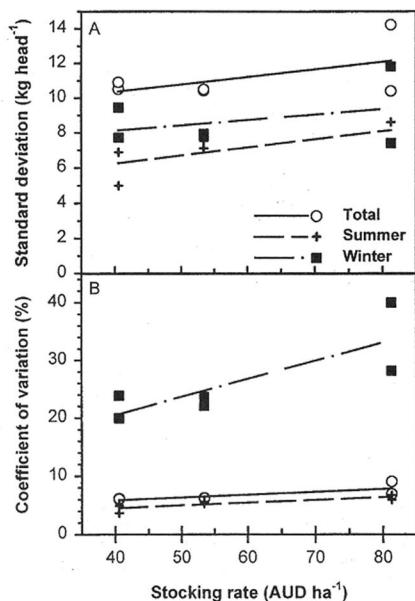 A
Standard deviation (kg head⁻¹)
14
12
10
8
6
4
2
0
Total
Summer
Winter
B
Coefficient of variation (%)
40
30
20
10
0
40
50
60
70
80
Stocking rate (AUD ha⁻¹)